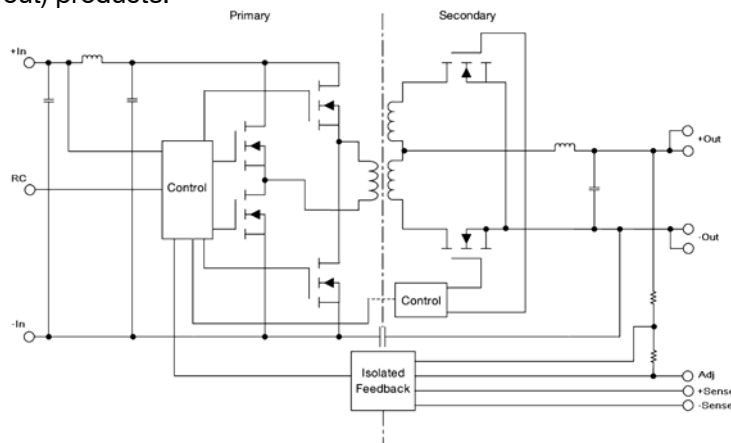 out) products.
Primary
Secondary
+In
+Out
RC
Control
-Out
Control
-In
Isolated
Feedback
Adj
+Sense
-Sense